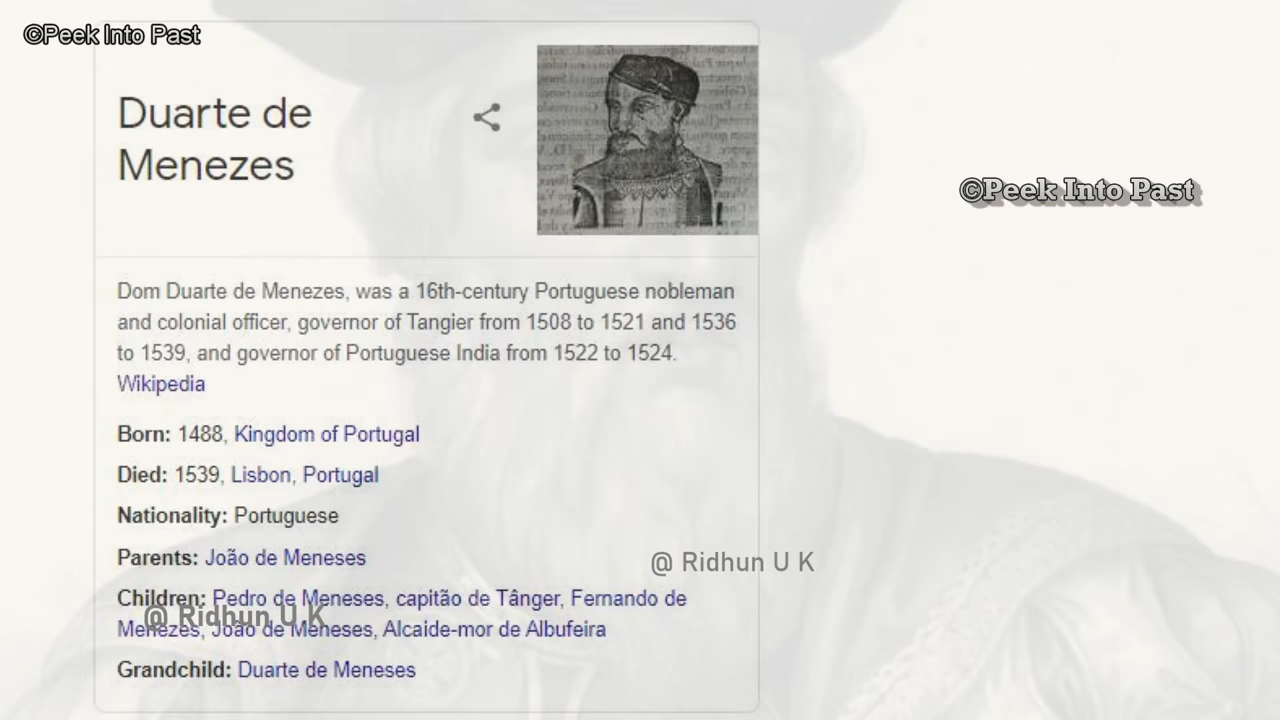 ©Peek Into Past
Duarte de
Menezes
©Peek Into Past
Dom Duarte de Menezes, was a 16th-century Portuguese nobleman
and colonial officer, governor of Tangier from 1508 to 1521 and 1536
to 1539, and governor of Portuguese India from 1522 to 1524.
Wikipedia
Born: 1488, Kingdom of Portugal
Died: 1539, Lisbon, Portugal
Nationality: Portuguese
Parents: João de Meneses
@ Ridhun U K
Children: Pedro de Meneses, capitão de Tânger, Fernando de
@ Ridhun U K
Menezes, João de Meneses, Alcaide-mor de Albufeira
Grandchild: Duarte de Meneses